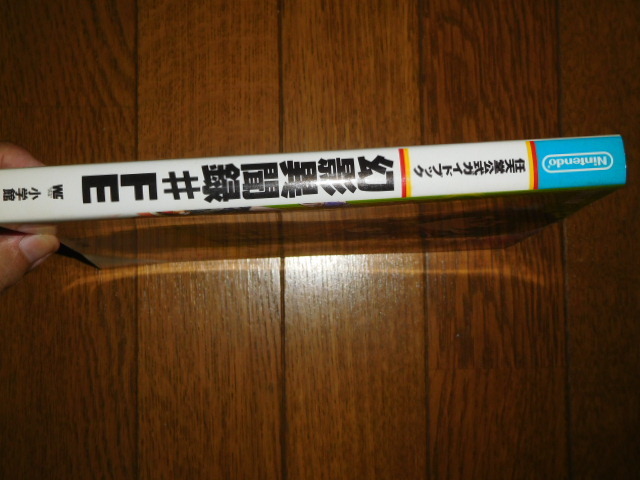 Nintendo
任天堂公式ガイドブック
幻影異聞録#FE
小学館